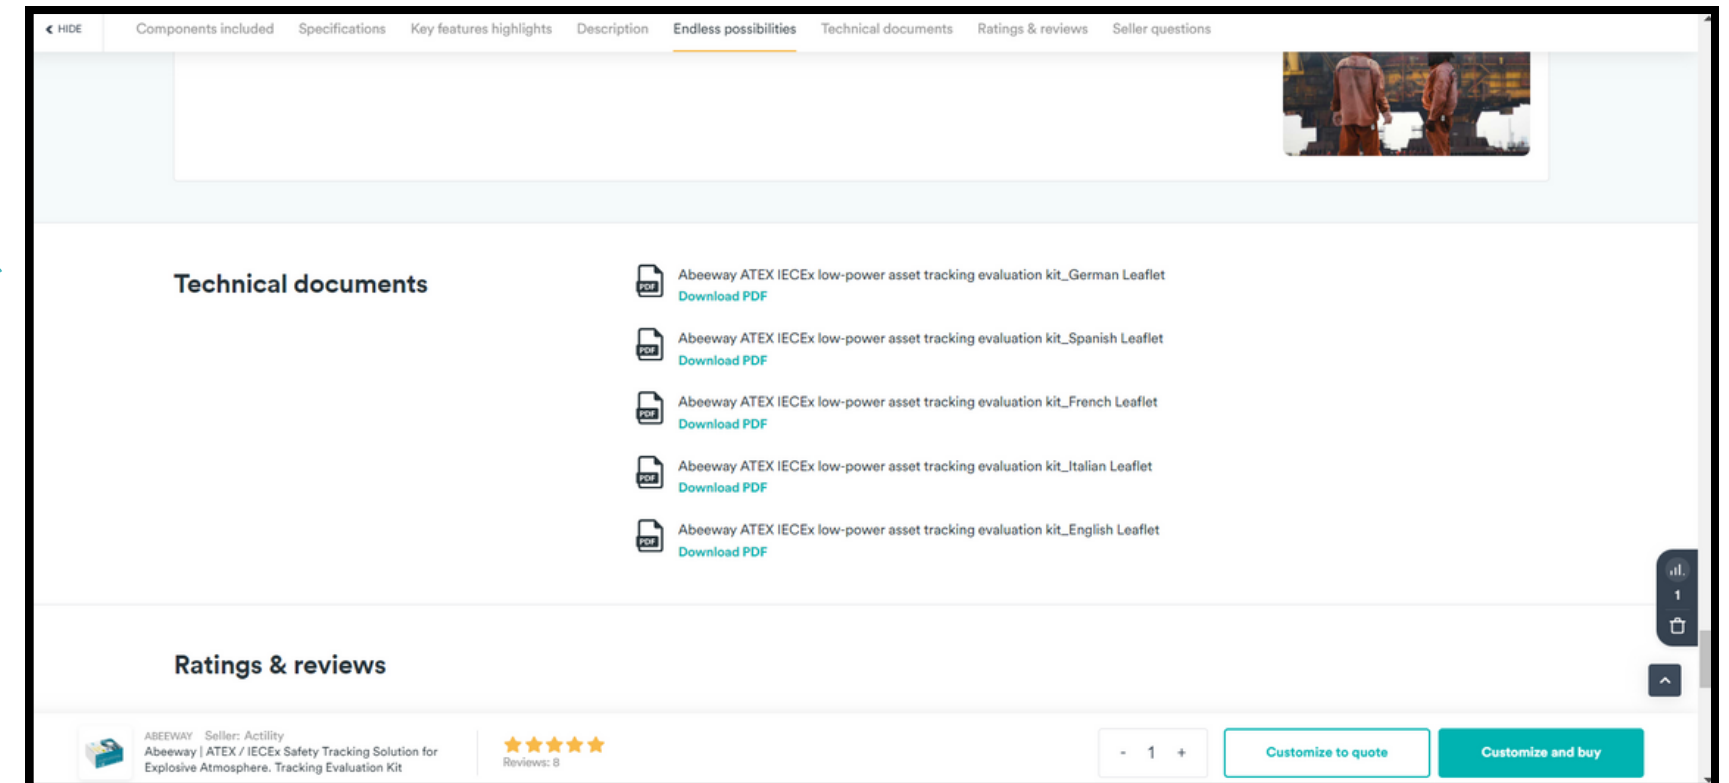 HIDE
Components included
Specifications
Key features highlights
Description
Endless possibilities
Technical documents
Ratings & reviews
Seller questions
Technical documents
PDF
Abeeway ATEX IECEx low-power asset tracking evaluation kit_German Leaflet
Download PDF
PDF
Abeeway ATEX IECEx low-power asset tracking evaluation kit_Spanish Leaflet
Download PDF
PDF
Abeeway ATEX IECEx low-power asset tracking evaluation kit_French Leaflet
Download PDF
PDF
Abeeway ATEX IECEx low-power asset tracking evaluation kit_Italian Leaflet
Download PDF
PDF
Abeeway ATEX IECEx low-power asset tracking evaluation kit_English Leaflet
Download PDF
1
Ratings & reviews
ABEEWAY Seller: Actility
Abeeway | ATEX / IECEx Safety Tracking Solution for
Explosive Atmosphere. Tracking Evaluation Kit
Reviews: 8
- 1 +
Customize to quote
Customize and buy